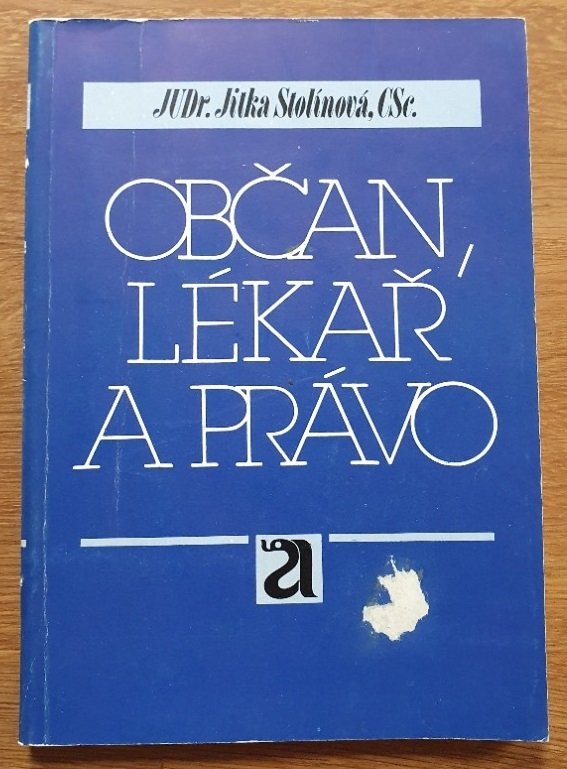 JUDr. Jitka Stolínová, CSc.
OBČAN,
LÉKAŘ
A PRÁVO